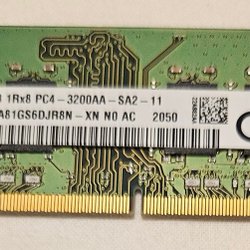 1Rx8 PC4-3200AA-SA2-11
A81GS6DJR8N-XN N0 AC 2050